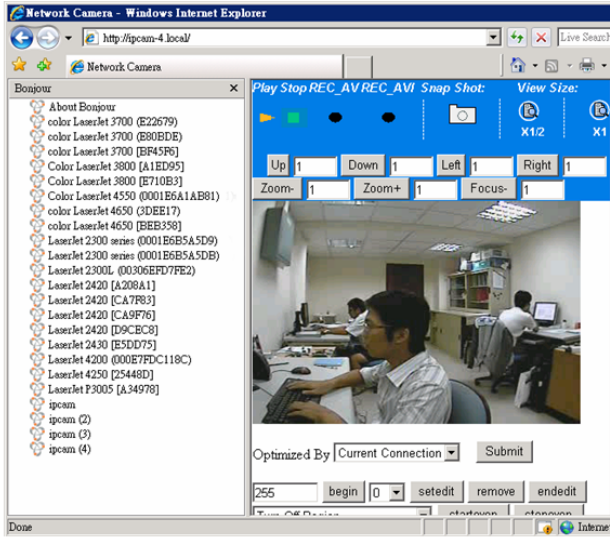 Network Camera - Windows Internet Explorer
http://ipcam-4.local/
Live Search
Network Camera
Bonjour
About Bonjour
color LaserJet 3700 (E22679)
color LaserJet 3700 (E80BDE)
color LaserJet 3700 [BF45F6]
Color LaserJet 3800 [A1ED95]
Color LaserJet 3800 [E710B3]
Color LaserJet 4550 (0001E6A1AB81)
color LaserJet 4650 (3DEE17)
color LaserJet 4650 [BEB358]
LaserJet 2300 series (0001E6B5A5D9)
LaserJet 2300 series (0001E6B5A5DB)
LaserJet 2300L (00306EFD7FE2)
LaserJet 2420 [A208A1]
LaserJet 2420 [CA7F83]
LaserJet 2420 [CA9F76]
LaserJet 2420 [D9CEC8]
LaserJet 2430 [E5DD75]
LaserJet 4200 (000E7FDC118C)
LaserJet 4250 [25448D]
LaserJet P3005 [A34978]
ipcam
ipcam (2)
ipcam (3)
ipcam (4)
Play Stop REC_AV REC_AVI Snap Shot: View Size:
X1/2 X1
Up 1 Down 1 Left 1 Right 1
Zoom- 1 Zoom+ 1 Focus- 1
Optimized By Current Connection Submit
255 begin 0 setedit remove endedit
Turn Off Region
Done
Interne